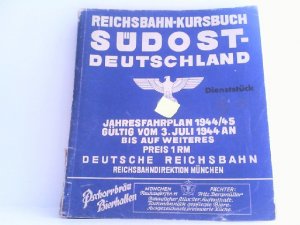 REICHSBAHN-KURSBUCH
SÜDOST-
DEUTSCHLAND
Dienststück
JAHRESFAHRPLAN 1944/45
GÜLTIG VOM 3. JULI 1944 AN
BIS AUF WEITERES
PREIS 1 RM
DEUTSCHE REICHSBAHN
REICHSBAHNDIREKTION MÜNCHEN
Pschorrbräu
Bierhallen
MÜNCHEN
PÄCHTER: